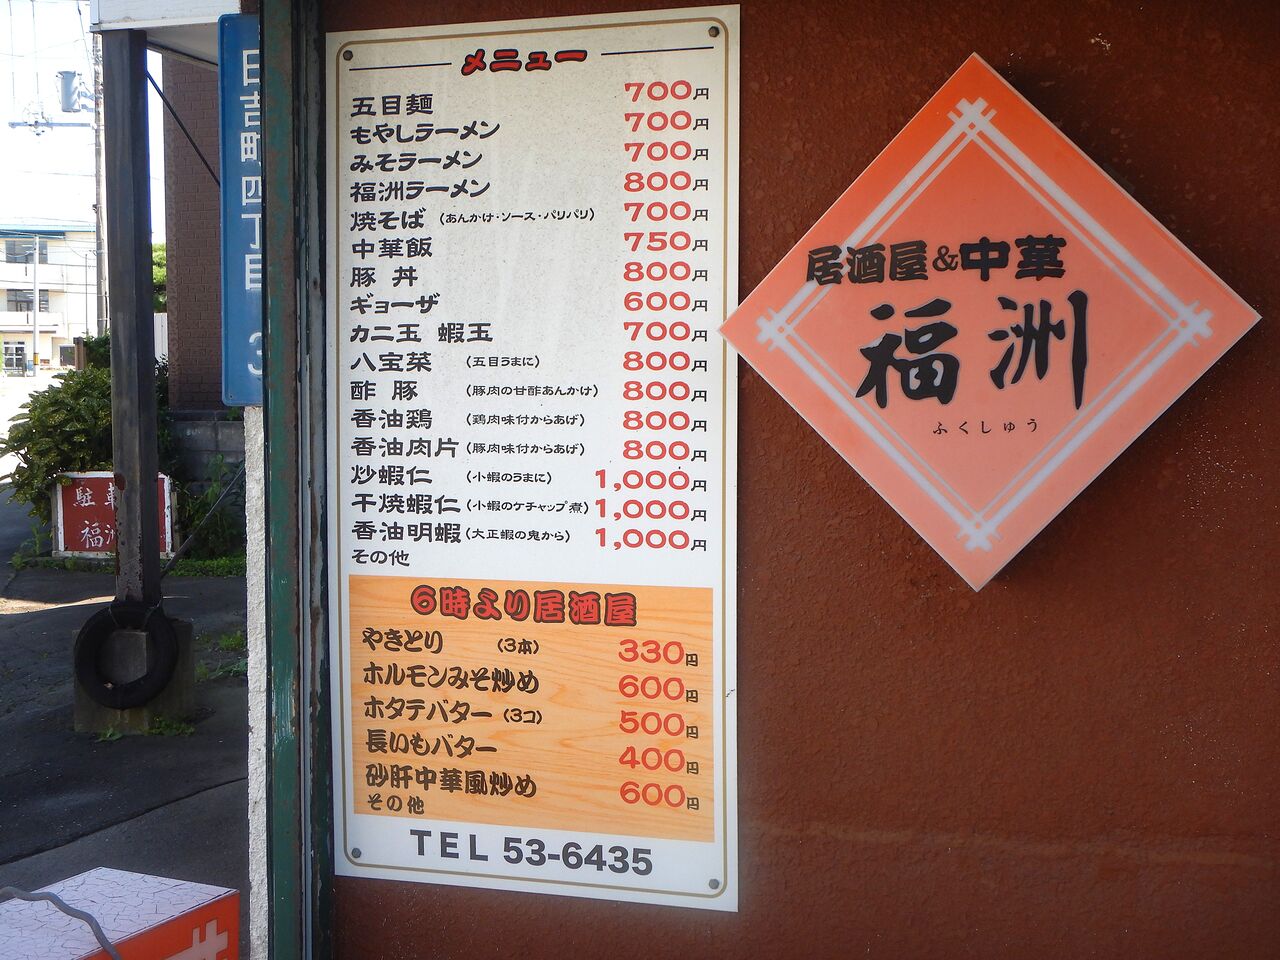 メニュー
五目麺 700円
もやしラーメン 700円
みそラーメン 700円
福洲ラーメン 800円
焼そば (あんかけ・ソース・パリパリ) 700円
中華飯 750円
豚丼 800円
ギョーザ 600円
カニ玉 蝦玉 700円
八宝菜 (五目うまに) 800円
酢豚 (豚肉の甘酢あんかけ) 800円
香油鶏 (鶏肉味付からあげ) 800円
香油肉片 (豚肉味付からあげ) 800円
炒蝦仁 (小蝦のうまに) 1,000円
干焼蝦仁 (小蝦のケチャップ煮) 1,000円
香油明蝦 (大正蝦の鬼から) 1,000円
その他
6時より居酒屋
やきとり (3本) 330円
ホルモンみそ炒め 600円
ホタテバター (3コ) 500円
長いもバター 400円
砂肝中華風炒め 600円
その他
TEL 53-6435
居酒屋&中華
福洲
ふくしゅう
日吉町四丁目 3
駐車
福洲